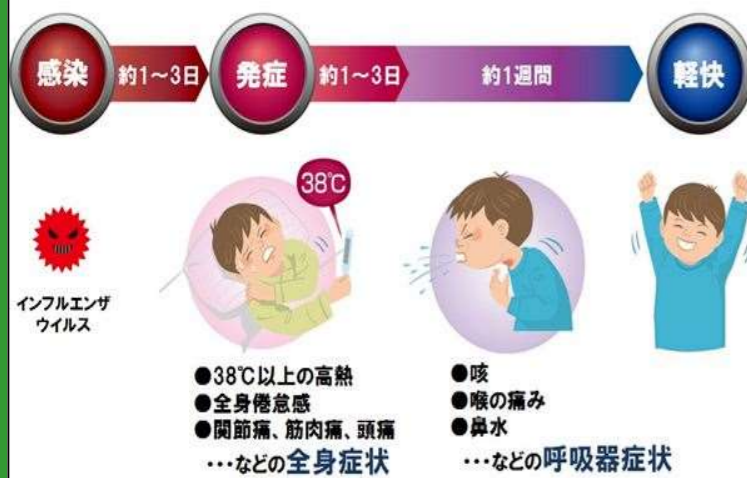 感染
約1～3日
発症
約1～3日
約1週間
軽快
38℃
インフルエンザ
ウイルス
●38℃以上の高熱
●全身倦怠感
●関節痛、筋肉痛、頭痛
…などの全身症状
●咳
●喉の痛み
●鼻水
…などの呼吸器症状